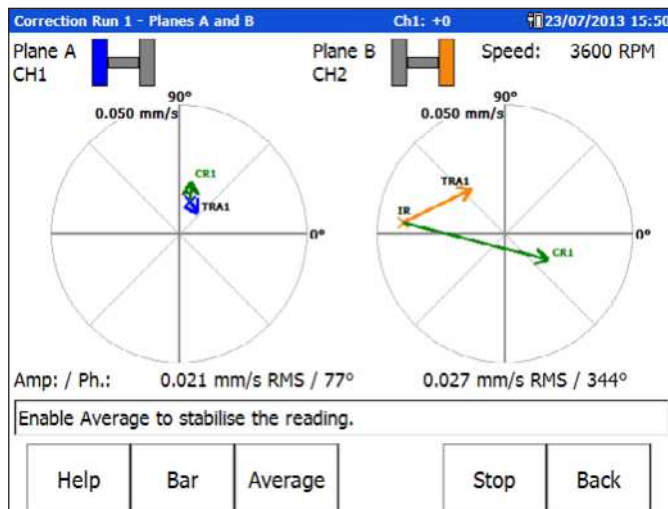 Correction Run 1 - Planes A and B Ch1: +0 23/07/2013 15:50
Plane A Plane B Speed: 3600 RPM
CH1 CH2
90° 90°
0.050 mm/s 0.050 mm/s
CR1 TRA1
TRA1 IR
0° 0°
CR1
Amp: / Ph.: 0.021 mm/s RMS / 77° 0.027 mm/s RMS / 344°
Enable Average to stabilise the reading.
Help Bar Average Stop Back